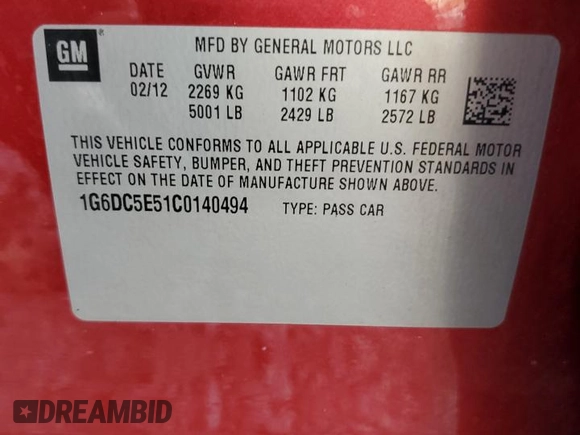 GM ®
MFD BY GENERAL MOTORS LLC
DATE GVWR GAWR FRT GAWR RR
02/12 2269 KG 1102 KG 1167 KG
5001 LB 2429 LB 2572 LB
THIS VEHICLE CONFORMS TO ALL APPLICABLE U.S. FEDERAL MOTOR
VEHICLE SAFETY, BUMPER, AND THEFT PREVENTION STANDARDS IN
EFFECT ON THE DATE OF MANUFACTURE SHOWN ABOVE.
1G6DC5E51C0140494 TYPE: PASS CAR
DREAMBID